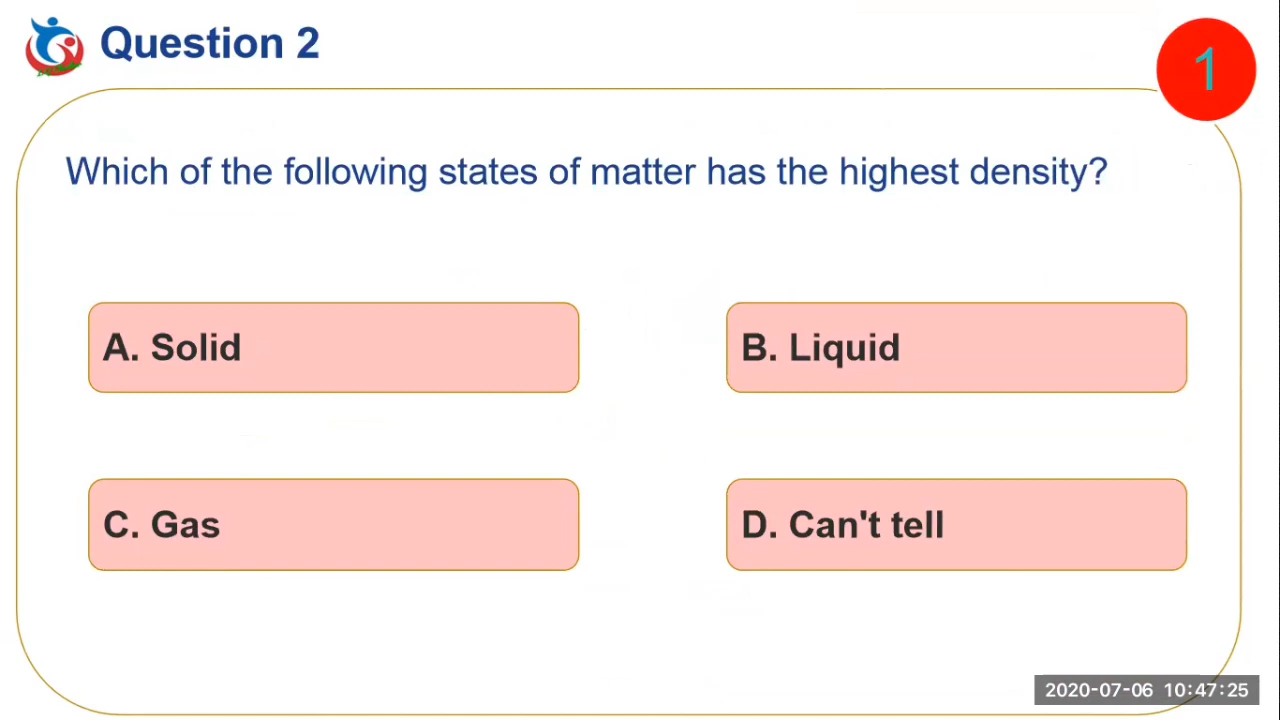 Question 2
1
Which of the following states of matter has the highest density?
A. Solid
B. Liquid
C. Gas
D. Can't tell
2020-07-06 10:47:25